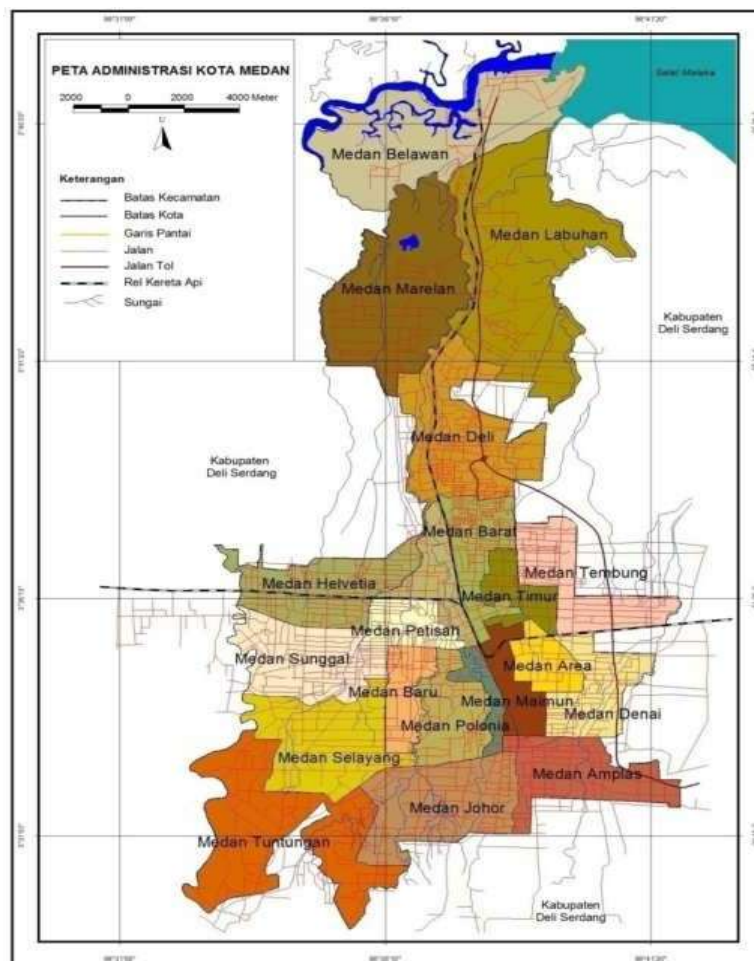 PETA ADMINISTRASI KOTA MEDAN
2000 0 2000 4000 Meter
U
Keterangan
Batas Kecamatan
Batas Kota
Garis Pantai
Jalan
Jalan Tol
Rel Kereta Api
Sungai
Selat Malaka
Medan Belawan
Medan Labuhan
Medan Marelan
Kabupaten
Deli Serdang
Medan Deli
Kabupaten
Deli Serdang
Medan Barat
Medan Helvetia
Medan Tembung
Medan Timur
Medan Petisah
Medan Sunggal
Medan Area
Medan Baru
Medan Maimun
Medan Denai
Medan Polonia
Medan Selayang
Medan Amplas
Medan Johor
Medan Tuntungan
Kabupaten
Deli Serdang